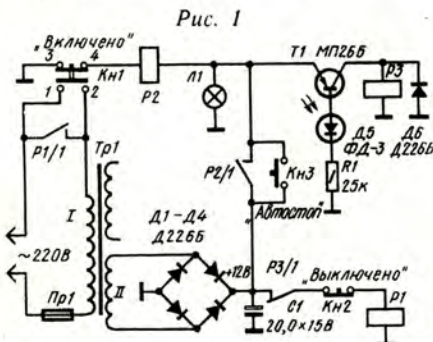 Рис. 1
„Включено"
3 4
Кн1
1 2
Р2
Л1
Т1 МП26Б
Р3
Д5
ФД-3
Д6
Д226Б
R1
25к
Р1/1
Тр1
Р2/1
Кн3
„Автостоп"
I
Д1-Д4
Д226Б
~220В
II
+12В
Р3/1
„Выключено"
С1
Кн2
Р1
Пр1
20,0×15В